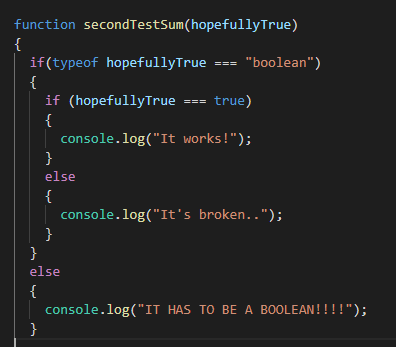 function secondTestSum(hopefullyTrue)
{
  if(typeof hopefullyTrue === "boolean")
  {
    if (hopefullyTrue === true)
    {
      console.log("It works!");
    }
    else
    {
      console.log("It's broken..");
    }
  }
  else
  {
    console.log("IT HAS TO BE A BOOLEAN!!!!");
  }